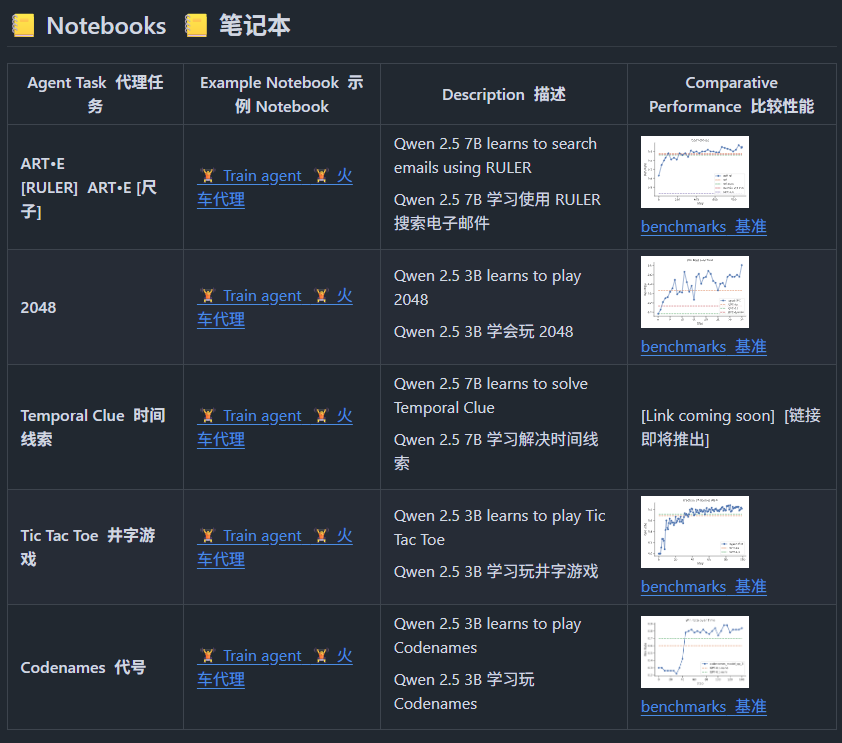 📒 Notebooks 📒 笔记本
Agent Task 代理任
务
Example Notebook 示
例 Notebook
Description 描述
Comparative
Performance 比较性能
ART•E
[RULER] ART•E [尺
子]
🏋️ Train agent 🏋️ 火
车代理
Qwen 2.5 7B learns to search
emails using RULER
Qwen 2.5 7B 学习使用 RULER
搜索电子邮件
benchmarks 基准
2048
🏋️ Train agent 🏋️ 火
车代理
Qwen 2.5 3B learns to play
2048
Qwen 2.5 3B 学会玩 2048
benchmarks 基准
Temporal Clue 时间
线索
🏋️ Train agent 🏋️ 火
车代理
Qwen 2.5 7B learns to solve
Temporal Clue
Qwen 2.5 7B 学习解决时间线
索
[Link coming soon] [链接
即将推出]
Tic Tac Toe 井字游
戏
🏋️ Train agent 🏋️ 火
车代理
Qwen 2.5 3B learns to play Tic
Tac Toe
Qwen 2.5 3B 学习玩井字游戏
benchmarks 基准
Codenames 代号
🏋️ Train agent 🏋️ 火
车代理
Qwen 2.5 3B learns to play
Codenames
Qwen 2.5 3B 学习玩
Codenames
benchmarks 基准